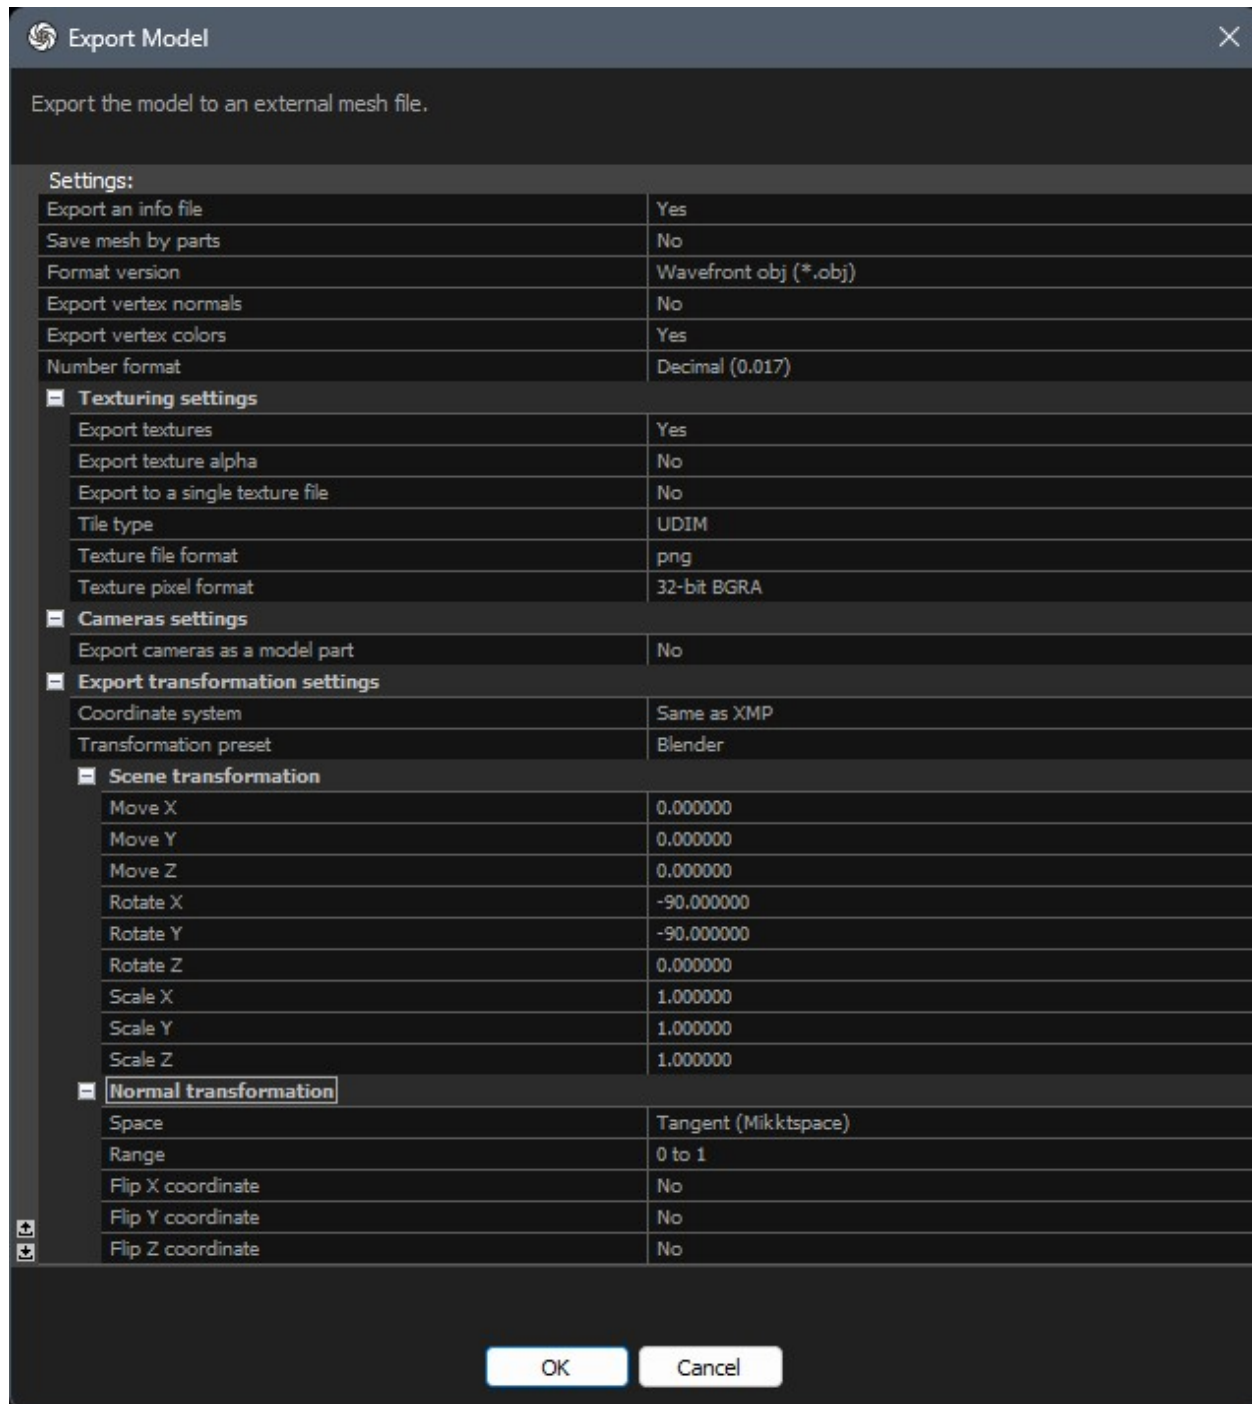 Export Model
Export the model to an external mesh file.
Settings:
Export an info file Yes
Save mesh by parts No
Format version Wavefront obj (*.obj)
Export vertex normals No
Export vertex colors Yes
Number format Decimal (0.017)
Texturing settings
Export textures Yes
Export texture alpha No
Export to a single texture file No
Tile type UDIM
Texture file format png
Texture pixel format 32-bit BGRA
Cameras settings
Export cameras as a model part No
Export transformation settings
Coordinate system Same as XMP
Transformation preset Blender
Scene transformation
Move X 0.000000
Move Y 0.000000
Move Z 0.000000
Rotate X -90.000000
Rotate Y -90.000000
Rotate Z 0.000000
Scale X 1.000000
Scale Y 1.000000
Scale Z 1.000000
Normal transformation
Space Tangent (Mikktspace)
Range 0 to 1
Flip X coordinate No
Flip Y coordinate No
Flip Z coordinate No
OK Cancel